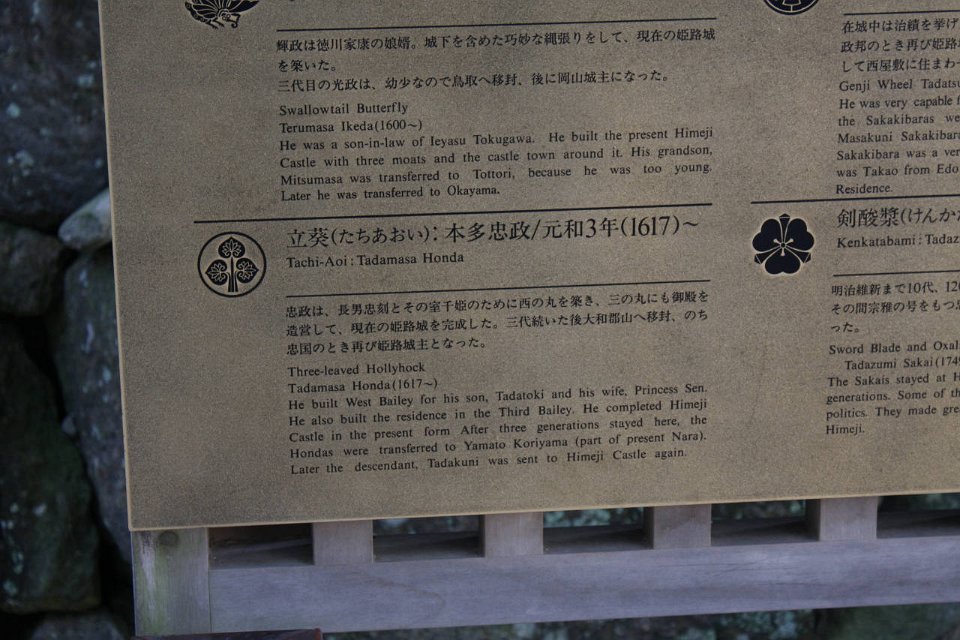 輝政は徳川家康の娘婿。城下を含めた巧妙な縄張りをして、現在の姫路城
を築いた。
三代目の光政は、幼少なので鳥取へ移封、後に岡山城主になった。
Swallowtail Butterfly
Terumasa Ikeda(1600～)
He was a son-in-law of Ieyasu Tokugawa. He built the present Himeji
Castle with three moats and the castle town around it. His grandson,
Mitsumasa was transferred to Tottori, because he was too young.
Later he was transferred to Okayama.
立葵(たちあおい)：本多忠政/元和3年(1617)～
Tachi-Aoi : Tadamasa Honda
忠政は、長男忠刻とその室千姫のために西の丸を築き、三の丸にも御殿を
造営して、現在の姫路城を完成した。三代続いた後大和郡山へ移封、のち
忠国のとき再び姫路城主となった。
Three-leaved Hollyhock
Tadamasa Honda(1617～)
He built West Bailey for his son, Tadatoki and his wife, Princess Sen.
He also built the residence in the Third Bailey. He completed Himeji
Castle in the present form After three generations stayed here, the
Hondas were transferred to Yamato Koriyama (part of present Nara).
Later the descendant, Tadakuni was sent to Himeji Castle again.
在城中は治績を挙げ
政邦のとき再び姫路
して西屋敷に住まわ
Genji Wheel Tadatsu
He was very capable
the Sakakibaras we
Masakuni Sakakibar
Sakakibara was a ver
was Takao from Edo
Residence.
剣酸漿(けんか
Kenkatabami : Tadaz
明治維新まで10代、12
その間宗雅の号をもつ
った。
Sword Blade and Oxal
Tadazumi Sakai(174
The Sakais stayed at H
generations. Some of th
politics. They made gre
Himeji.